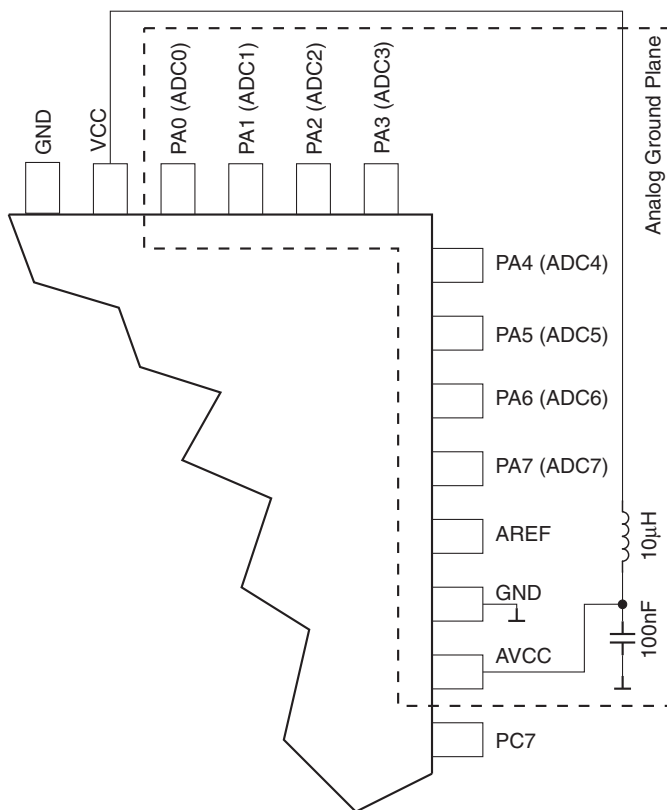 GND
VCC
PA0 (ADC0)
PA1 (ADC1)
PA2 (ADC2)
PA3 (ADC3)
Analog Ground Plane
PA4 (ADC4)
PA5 (ADC5)
PA6 (ADC6)
PA7 (ADC7)
AREF
10µH
GND
AVCC
100nF
PC7